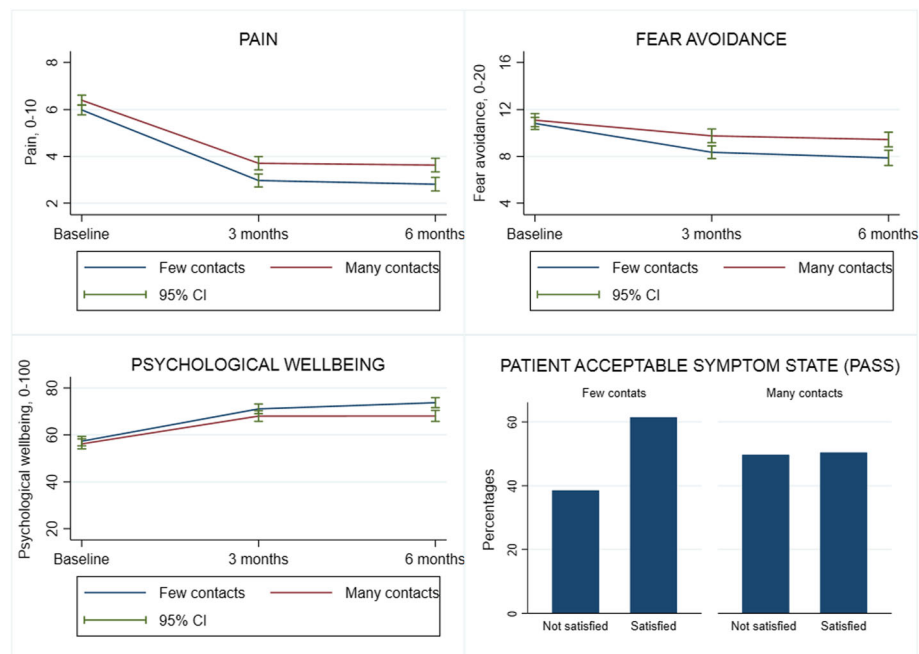 PAIN
Pain, 0-10
8
6
4
2
Baseline
3 months
6 months
Few contacts
Many contacts
95% CI
FEAR AVOIDANCE
Fear avoidance, 0-20
16
12
8
4
Baseline
3 months
6 months
Few contacts
Many contacts
95% CI
PSYCHOLOGICAL WELLBEING
Psychological wellbeing, 0-100
80
60
40
20
Baseline
3 months
6 months
Few contacts
Many contacts
95% CI
PATIENT ACCEPTABLE SYMPTOM STATE (PASS)
Few contats
Many contacts
Percentages
60
40
20
0
Not satisfied
Satisfied
Not satisfied
Satisfied